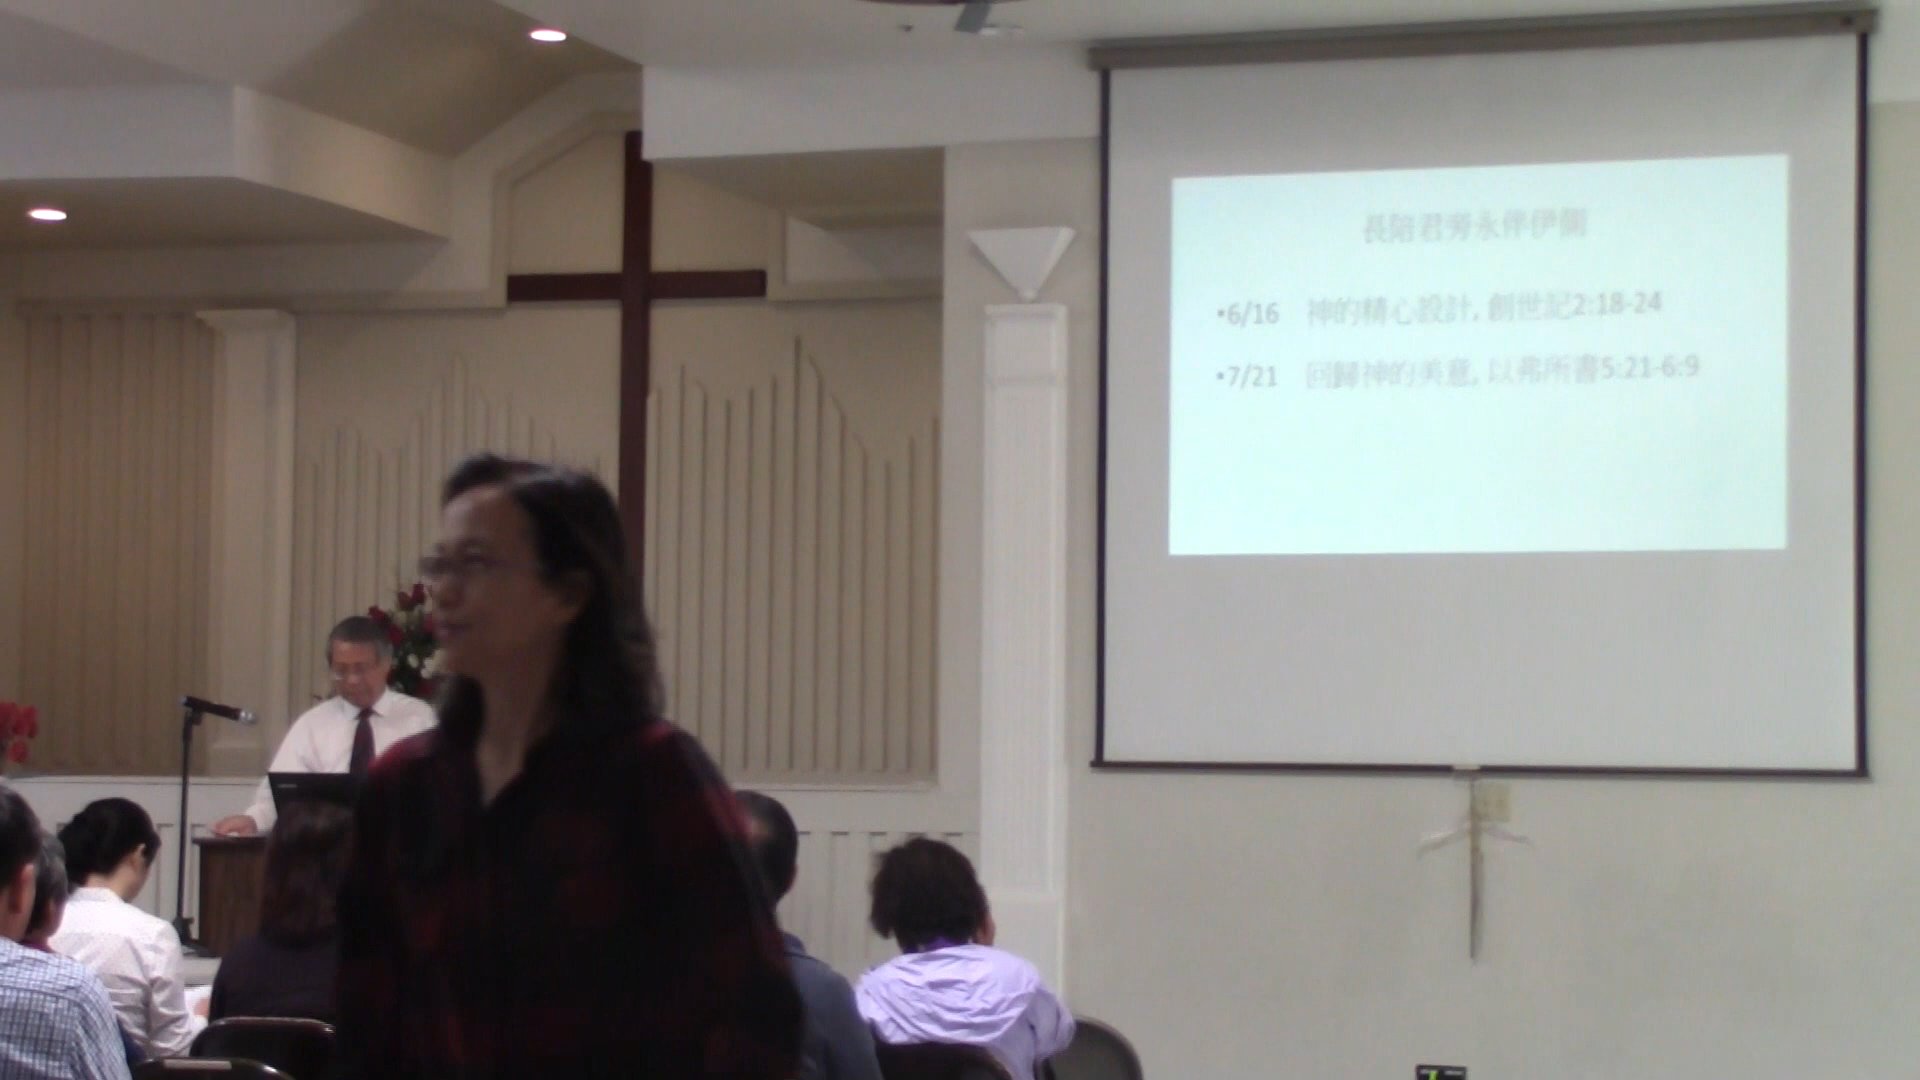 長陪君旁永伴伊側
•6/16 神的精心設計, 創世記2:18-24
•7/21 回歸神的美意, 以弗所書5:21-6:9